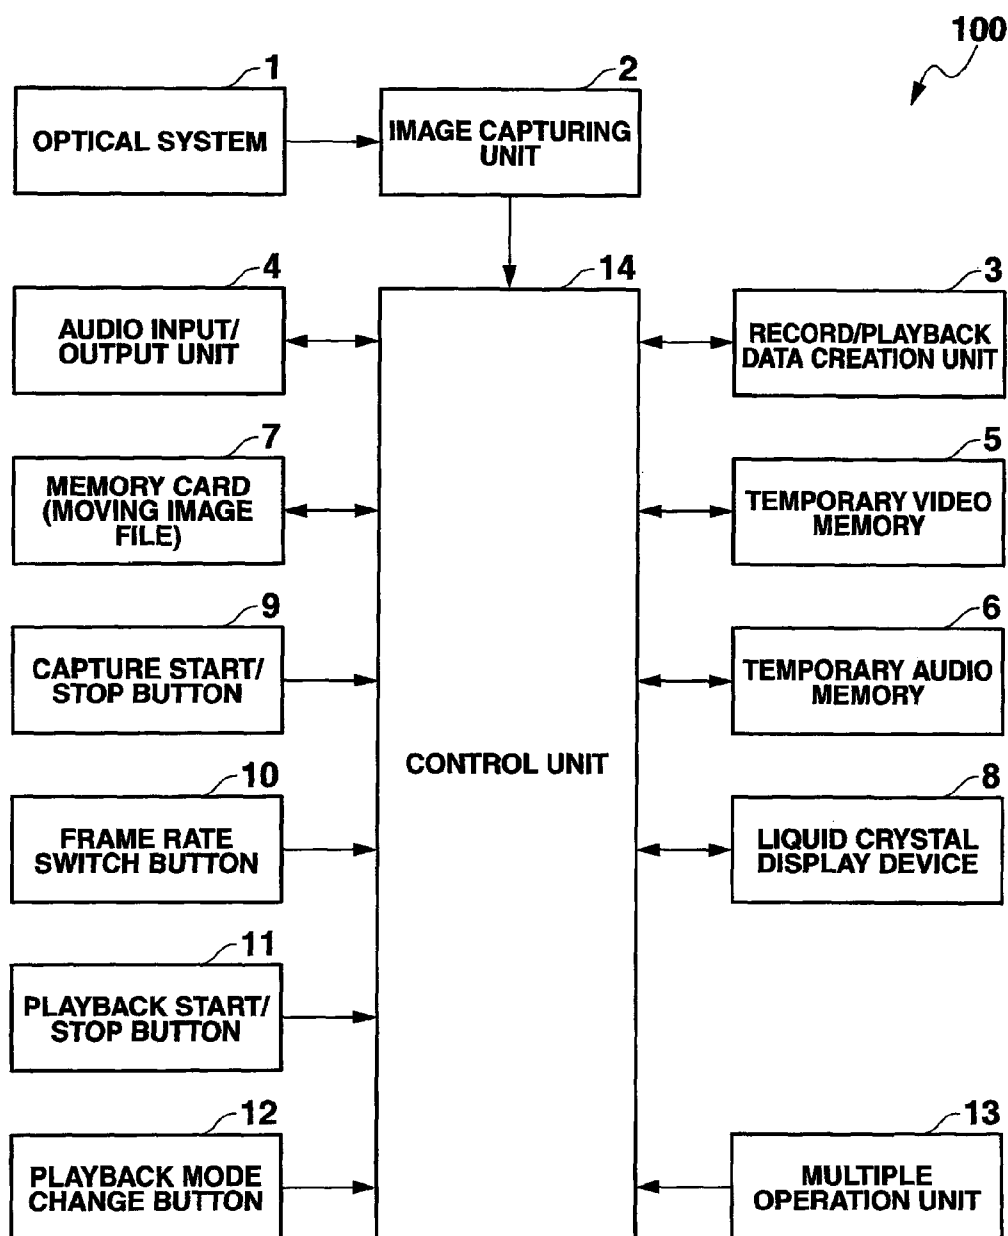 100
1
OPTICAL SYSTEM
2
IMAGE CAPTURING
UNIT
4
AUDIO INPUT/
OUTPUT UNIT
14
CONTROL UNIT
3
RECORD/PLAYBACK
DATA CREATION UNIT
7
MEMORY CARD
(MOVING IMAGE
FILE)
5
TEMPORARY VIDEO
MEMORY
9
CAPTURE START/
STOP BUTTON
6
TEMPORARY AUDIO
MEMORY
10
FRAME RATE
SWITCH BUTTON
8
LIQUID CRYSTAL
DISPLAY DEVICE
11
PLAYBACK START/
STOP BUTTON
12
PLAYBACK MODE
CHANGE BUTTON
13
MULTIPLE
OPERATION UNIT